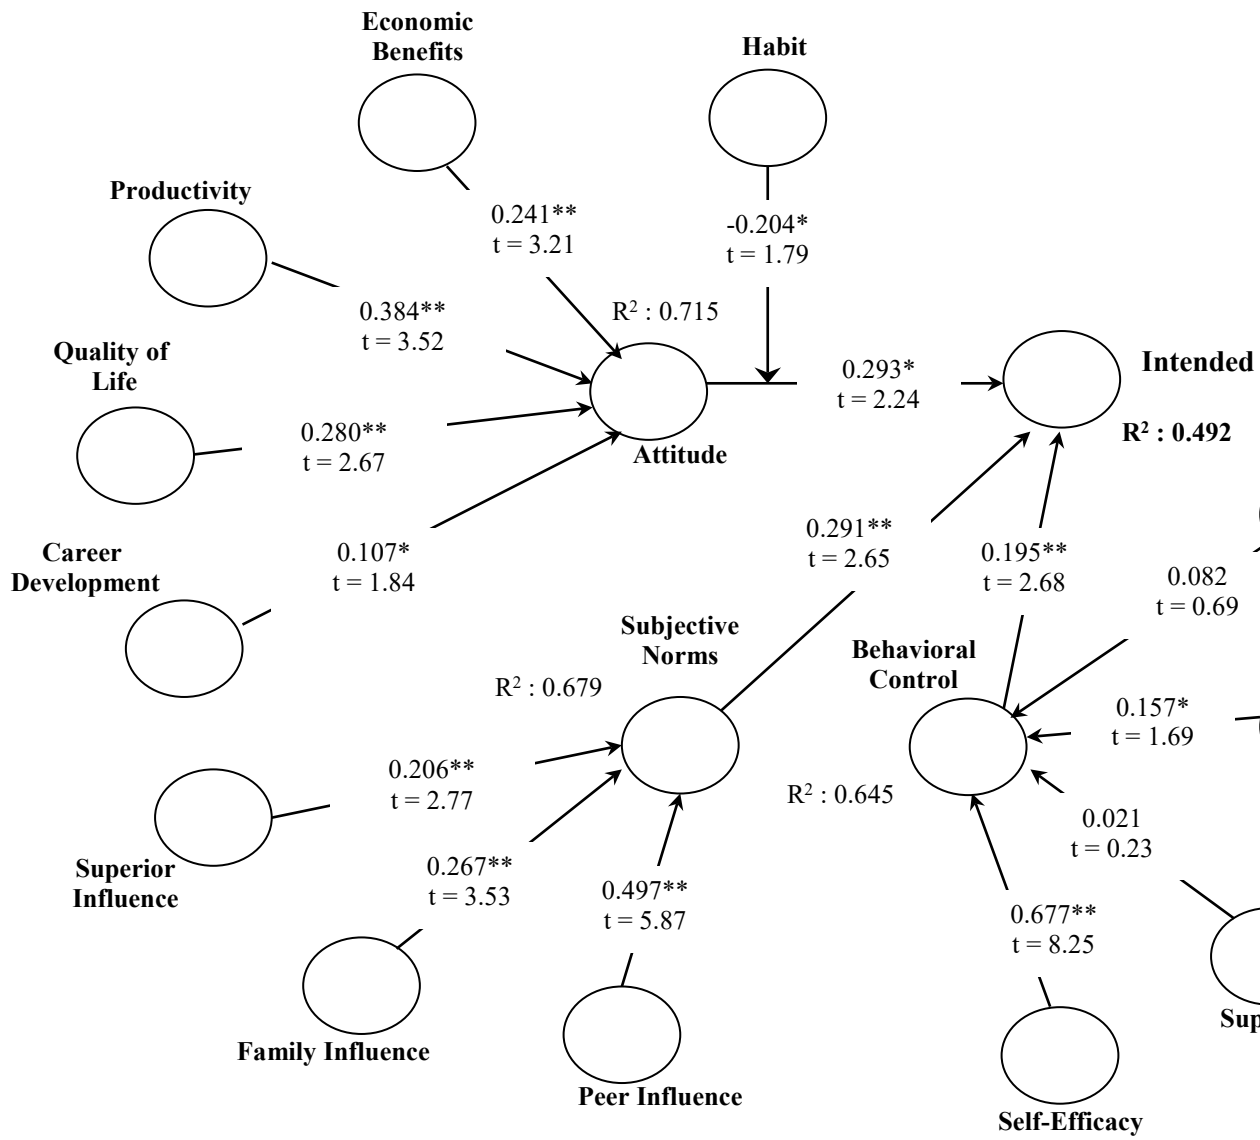 Economic
Benefits
Habit
Productivity
0.241**
t = 3.21
-0.204*
t = 1.79
0.384**
t = 3.52
R² : 0.715
Quality of
Life
Intended
0.293*
t = 2.24
0.280**
t = 2.67
Attitude
R² : 0.492
Career
Development
0.107*
t = 1.84
0.291**
t = 2.65
0.195**
t = 2.68
0.082
t = 0.69
Subjective
Norms
Behavioral
Control
R² : 0.679
0.157*
t = 1.69
0.206**
t = 2.77
R² : 0.645
0.021
t = 0.23
Superior
Influence
0.267**
t = 3.53
0.497**
t = 5.87
0.677**
t = 8.25
Sup
Family Influence
Peer Influence
Self-Efficacy